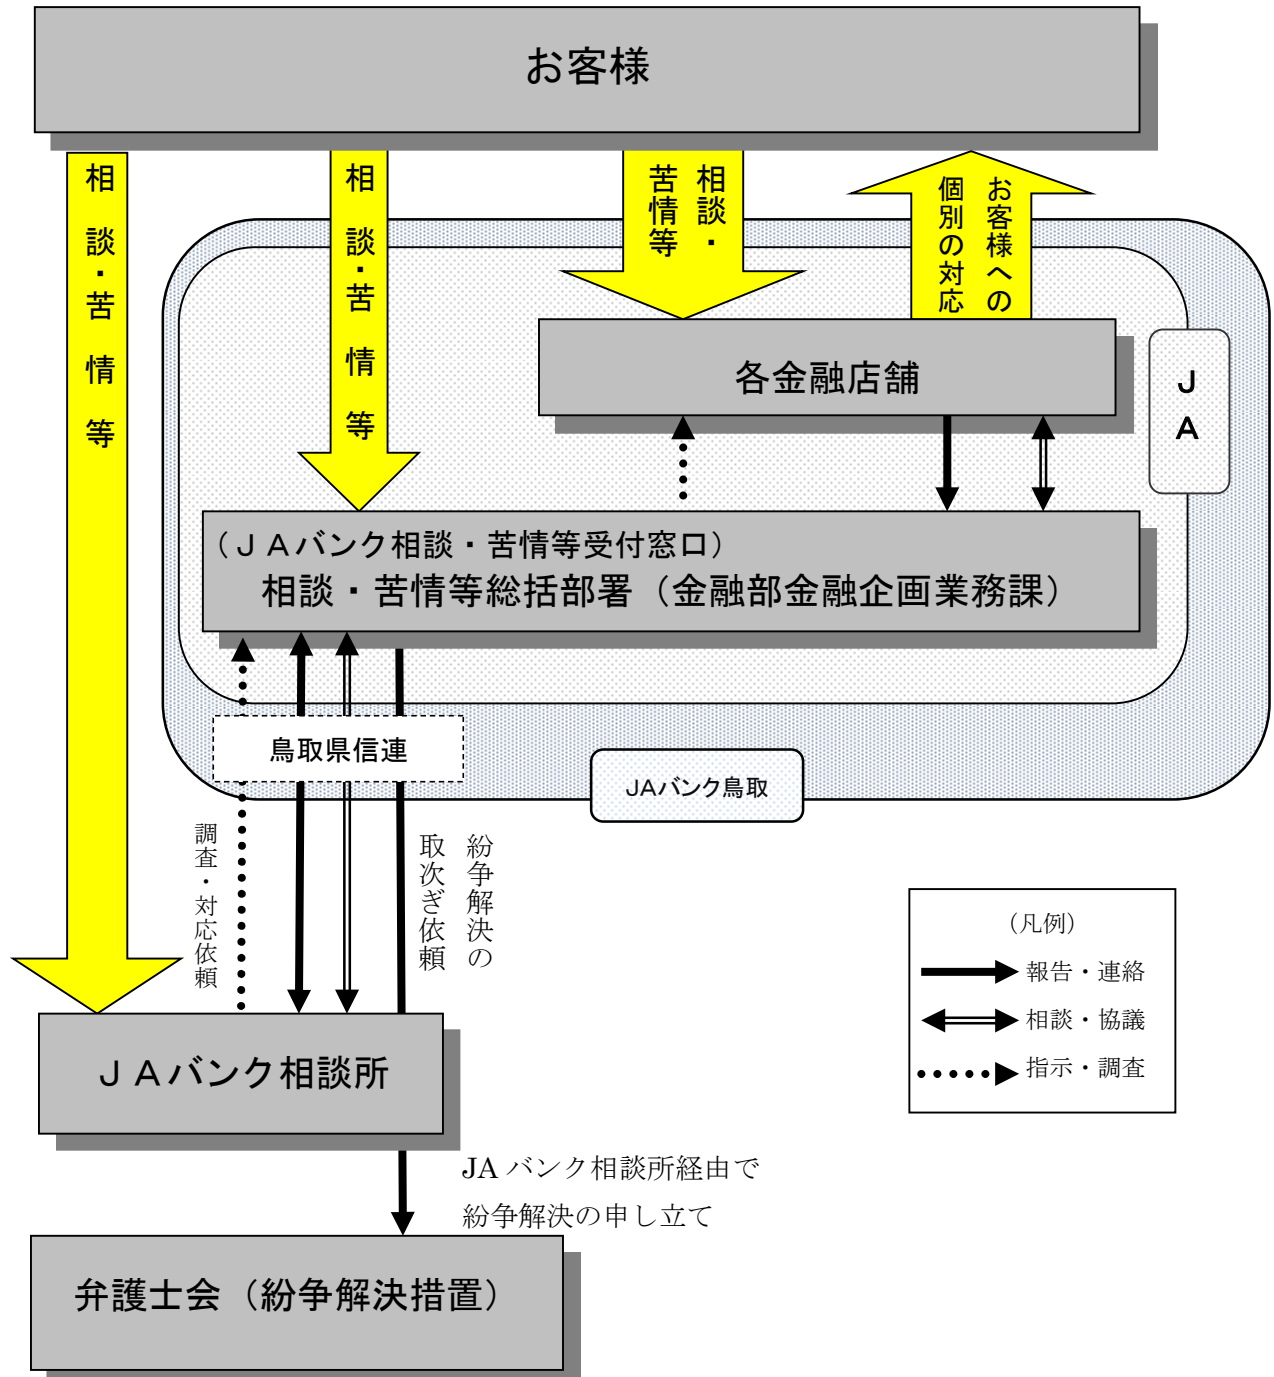 お客様
相談・苦情等
相談・苦情等
相談・
苦情等
お客様への
個別の対応
各金融店舗
JA
(JAバンク相談・苦情等受付窓口)
相談・苦情等総括部署(金融部金融企画業務課)
鳥取県信連
JAバンク鳥取
調査・対応依頼
紛争解決の
取次ぎ依頼
(凡例)
報告・連絡
相談・協議
指示・調査
JAバンク相談所
JAバンク相談所経由で
紛争解決の申し立て
弁護士会(紛争解決措置)